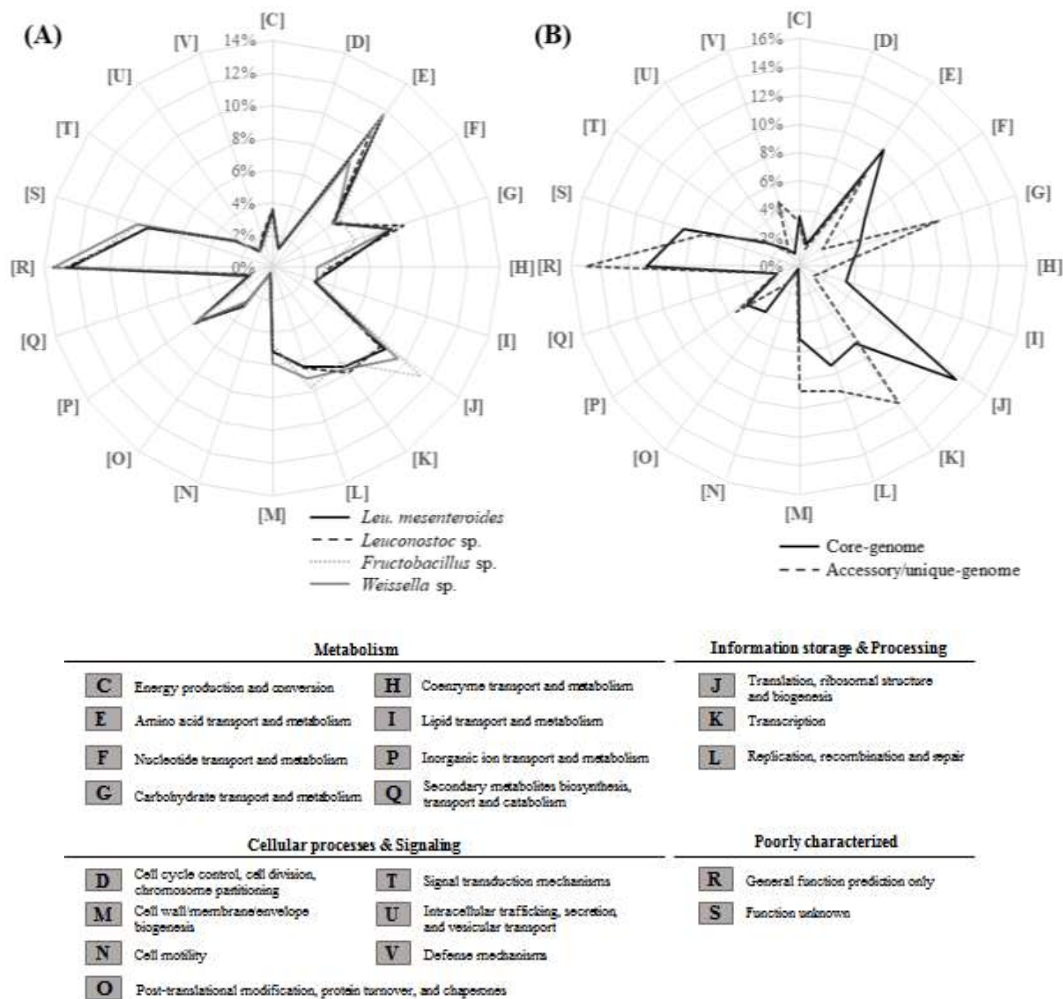 (A)
[C]
[D]
[E]
[F]
[G]
[H]
[I]
[J]
[K]
[L]
[M]
[N]
[O]
[P]
[Q]
[R]
[S]
[T]
[U]
[V]
14%
12%
10%
8%
6%
4%
2%
0%
Leu. mesenteroides
Leuconostoc sp.
Fructobacillus sp.
Weissella sp.
(B)
[C]
[D]
[E]
[F]
[G]
[H]
[I]
[J]
[K]
[L]
[M]
[N]
[O]
[P]
[Q]
[R]
[S]
[T]
[U]
[V]
16%
14%
12%
10%
8%
6%
4%
2%
0%
Core-genome
Accessory/unique-genome
Metabolism
C Energy production and conversion
E Amino acid transport and metabolism
F Nucleotide transport and metabolism
G Carbohydrate transport and metabolism
H Coenzyme transport and metabolism
I Lipid transport and metabolism
P Inorganic ion transport and metabolism
Q Secondary metabolites biosynthesis,
transport and catabolism
Information storage & Processing
J Translation, ribosomal structure
and biogenesis
K Transcription
L Replication, recombination and repair
Cellular processes & Signaling
D Cell cycle control, cell division,
chromosome partitioning
M Cell wall/membrane/envelope
biogenesis
N Cell motility
O Post-translational modification, protein turnover, and chaperones
T Signal transduction mechanisms
U Intracellular trafficking, secretion,
and vesicular transport
V Defense mechanisms
Poorly characterized
R General function prediction only
S Function unknown